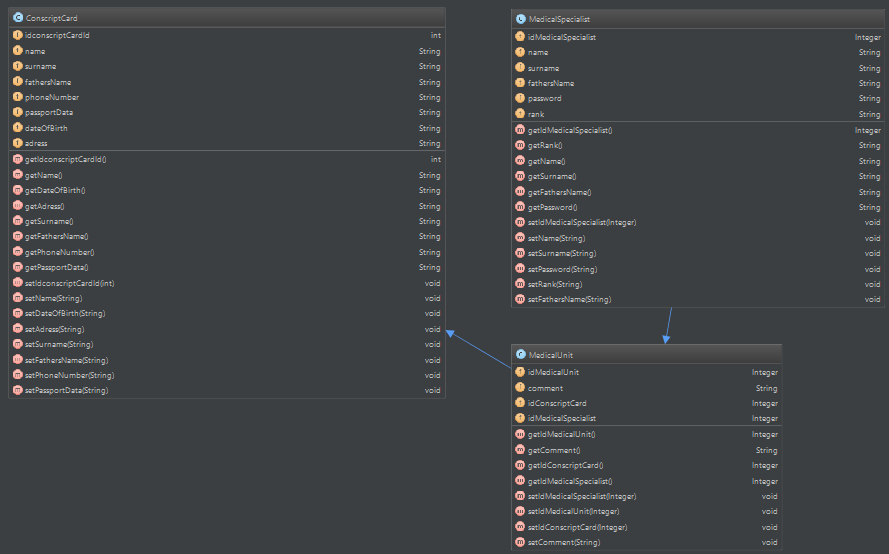 ConscriptCard
idconscriptCardId int
name String
surname String
fathersName String
phoneNumber String
passportData String
dateOfBirth String
adress String
getIdconscriptCardId() int
getName() String
getDateOfBirth() String
getAdress() String
getSurname() String
getFathersName() String
getPhoneNumber() String
getPassportData() String
setIdconscriptCardId(int) void
setName(String) void
setDateOfBirth(String) void
setAdress(String) void
setSurname(String) void
setFathersName(String) void
setPhoneNumber(String) void
setPassportData(String) void
MedicalSpecialist
idMedicalSpecialist Integer
name String
surname String
fathersName String
password String
rank String
getIdMedicalSpecialist() Integer
getRank() String
getName() String
getSurname() String
getFathersName() String
getPassword() String
setIdMedicalSpecialist(Integer) void
setName(String) void
setSurname(String) void
setPassword(String) void
setRank(String) void
setFathersName(String) void
MedicalUnit
idMedicalUnit Integer
comment String
idConscriptCard Integer
idMedicalSpecialist Integer
getIdMedicalUnit() Integer
getComment() String
getIdConscriptCard() Integer
getIdMedicalSpecialist() Integer
setIdMedicalSpecialist(Integer) void
setIdMedicalUnit(Integer) void
setIdConscriptCard(Integer) void
setComment(String) void